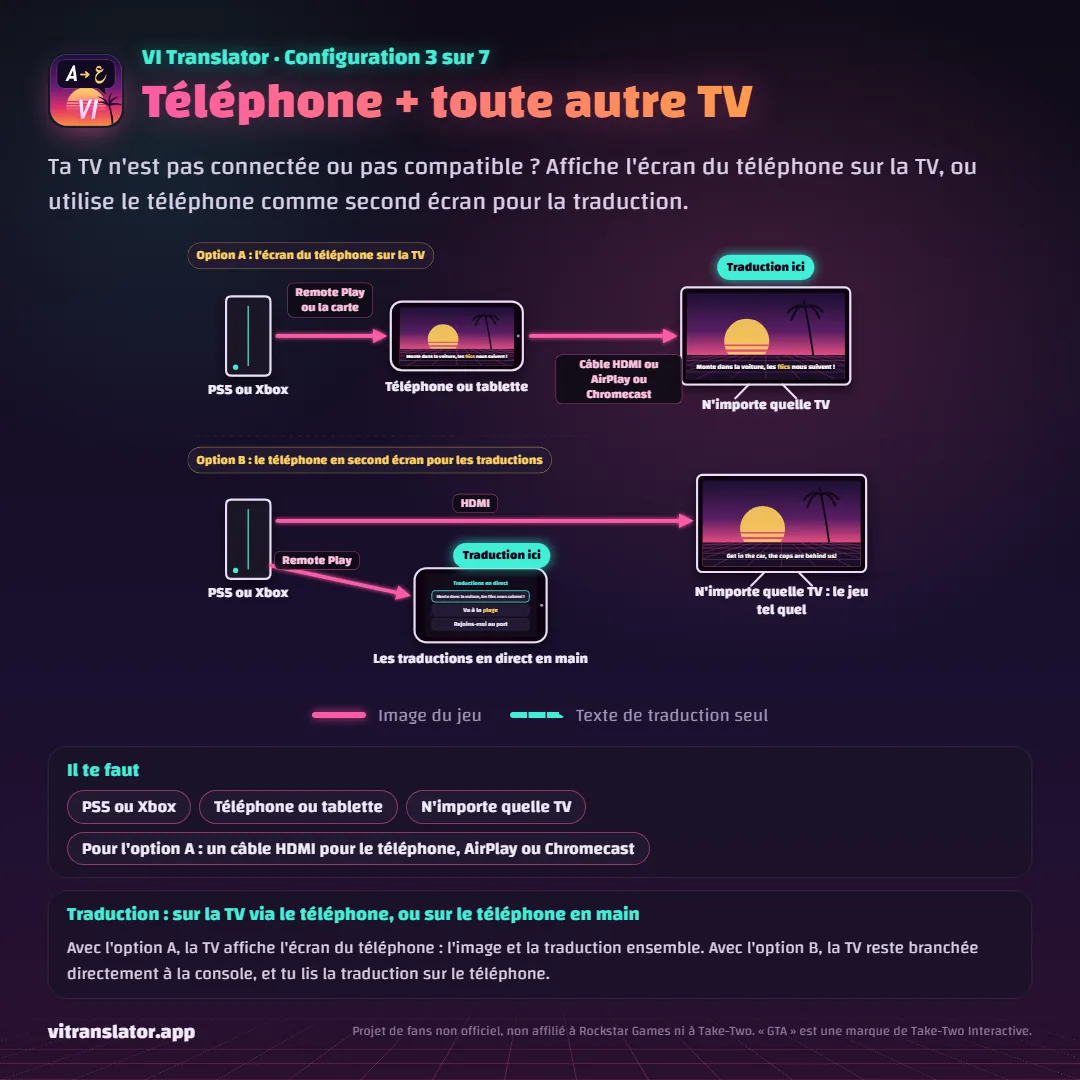 A→ع
VI
VI Translator · Configuration 3 sur 7
Téléphone + toute autre TV
Ta TV n'est pas connectée ou pas compatible ? Affiche l'écran du téléphone sur la TV, ou
utilise le téléphone comme second écran pour la traduction.
Option A : l'écran du téléphone sur la TV
Traduction ici
Remote Play
ou la carte
Monte dans la voiture, les flics nous suivent !
Monte dans la voiture, les flics nous suivent !
Câble HDMI ou
AirPlay ou
Chromecast
PS5 ou Xbox
Téléphone ou tablette
N'importe quelle TV
Option B : le téléphone en second écran pour les traductions
HDMI
Get in the car, the cops are behind us!
Remote Play
Traduction ici
Traductions en direct
Monte dans la voiture, les flics nous suivent !
Va à la plage
Rejoins-moi au port
PS5 ou Xbox
N'importe quelle TV : le jeu
tel quel
Les traductions en direct en main
Image du jeu
Texte de traduction seul
Il te faut
PS5 ou Xbox
Téléphone ou tablette
N'importe quelle TV
Pour l'option A : un câble HDMI pour le téléphone, AirPlay ou Chromecast
Traduction : sur la TV via le téléphone, ou sur le téléphone en main
Avec l'option A, la TV affiche l'écran du téléphone : l'image et la traduction ensemble. Avec l'option B, la TV reste branchée
directement à la console, et tu lis la traduction sur le téléphone.
vitranslator.app
Projet de fans non officiel, non affilié à Rockstar Games ni à Take-Two. « GTA » est une marque de Take-Two Interactive.